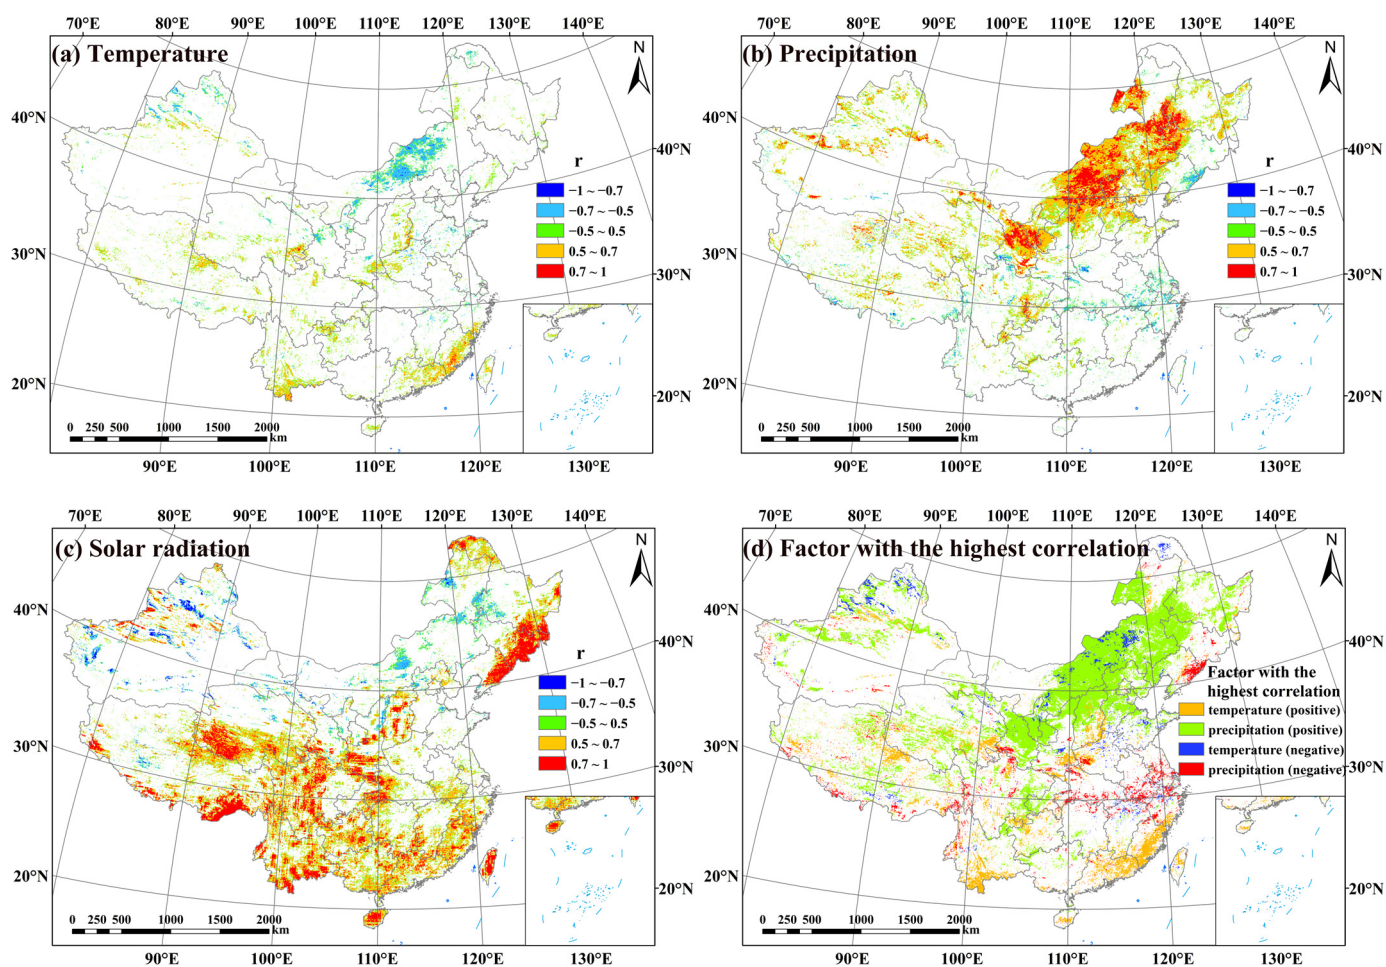 70°E 80°E 90°E 100°E 110°E 120°E 130°E 140°E
(a) Temperature
N
40°N
30°N
20°N
40°N
30°N
20°N
r
−1 ~ −0.7
−0.7 ~ −0.5
−0.5 ~ 0.5
0.5 ~ 0.7
0.7 ~ 1
0 250 500 1000 1500 2000
km
90°E 100°E 110°E 120°E 130°E
70°E 80°E 90°E 100°E 110°E 120°E 130°E 140°E
(b) Precipitation
N
40°N
30°N
20°N
40°N
30°N
20°N
r
−1 ~ −0.7
−0.7 ~ −0.5
−0.5 ~ 0.5
0.5 ~ 0.7
0.7 ~ 1
0 250 500 1000 1500 2000
km
90°E 100°E 110°E 120°E 130°E
70°E 80°E 90°E 100°E 110°E 120°E 130°E 140°E
(c) Solar radiation
N
40°N
30°N
20°N
40°N
30°N
20°N
r
−1 ~ −0.7
−0.7 ~ −0.5
−0.5 ~ 0.5
0.5 ~ 0.7
0.7 ~ 1
0 250 500 1000 1500 2000
km
90°E 100°E 110°E 120°E 130°E
70°E 80°E 90°E 100°E 110°E 120°E 130°E 140°E
(d) Factor with the highest correlation
N
40°N
30°N
20°N
40°N
30°N
20°N
Factor with the
highest correlation
temperature (positive)
precipitation (positive)
temperature (negative)
precipitation (negative)
0 250 500 1000 1500 2000
km
90°E 100°E 110°E 120°E 130°E